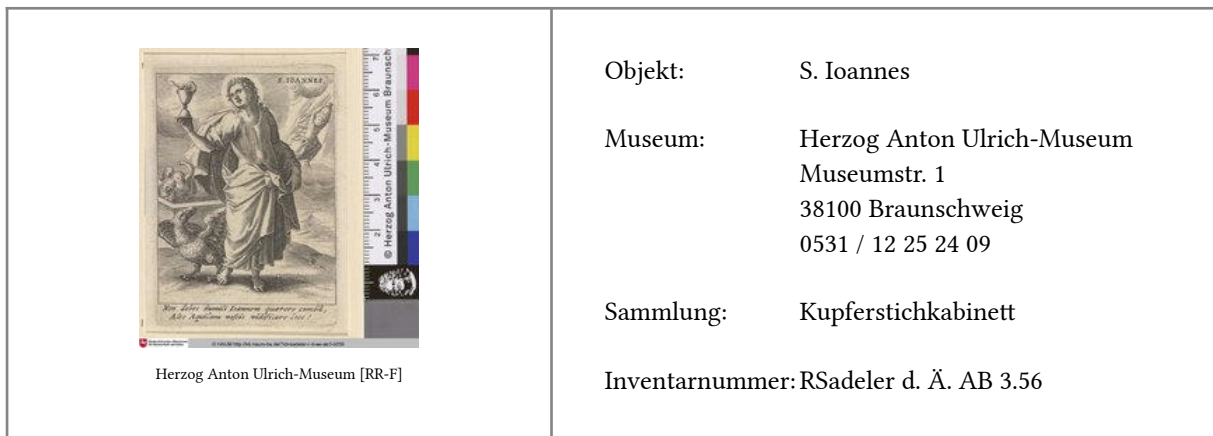 S. IOANNES.
© Herzog Anton Ulrich-Museum Braunsch
Herzog Anton Ulrich-Museum [RR-F]
Objekt: S. Ioannes
Museum: Herzog Anton Ulrich-Museum
Museumstr. 1
38100 Braunschweig
0531 / 12 25 24 09
Sammlung: Kupferstichkabinett
Inventarnummer: RSadeler d. Ä. AB 3.56